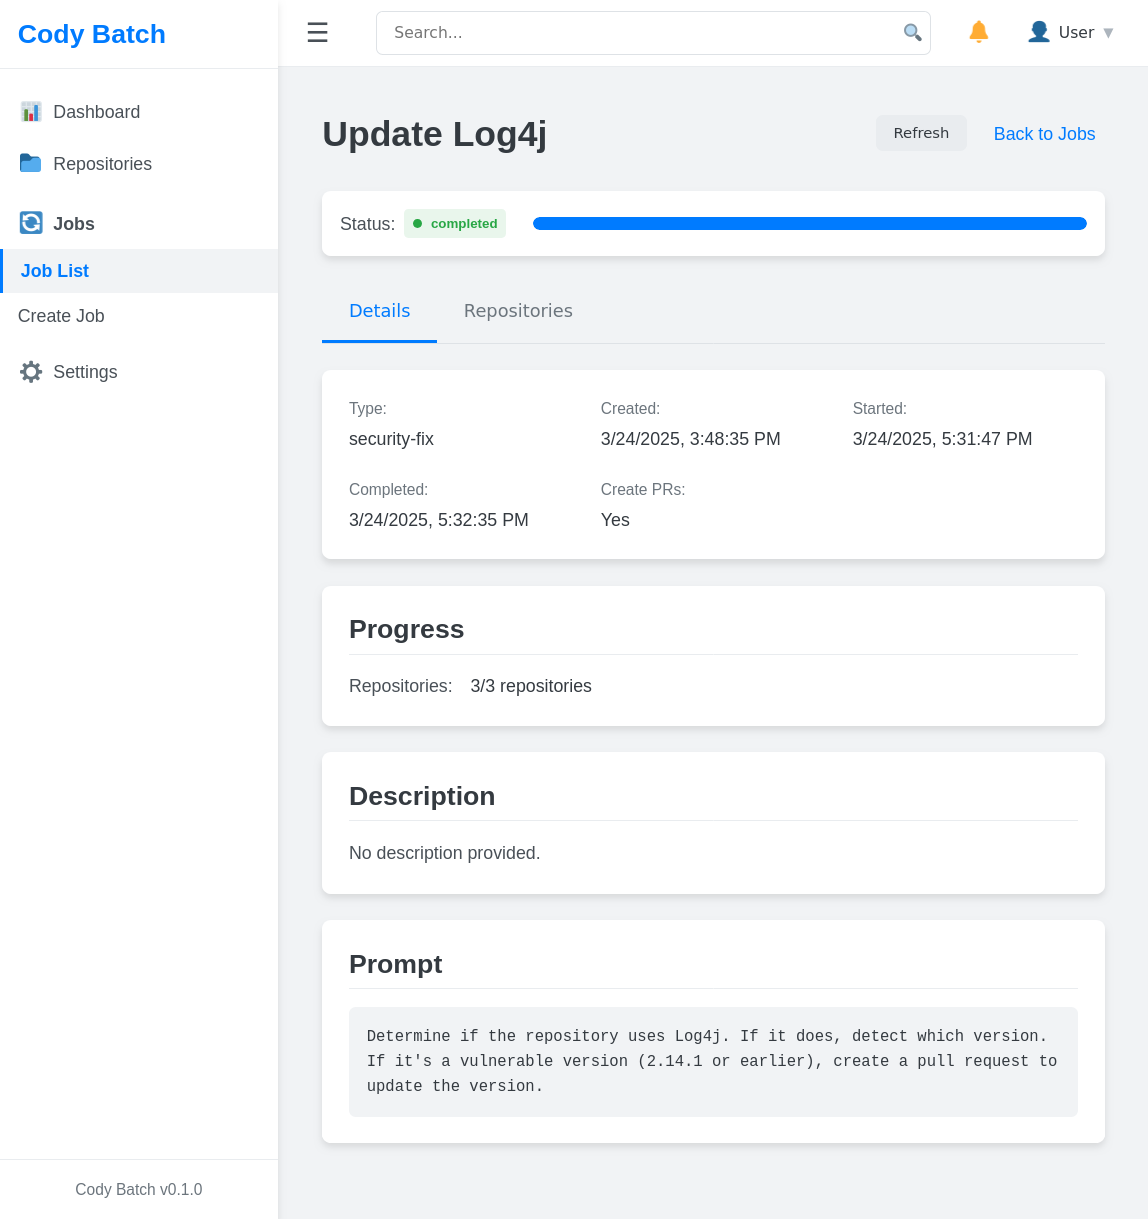 Cody Batch
Dashboard
Repositories
Jobs
Job List
Create Job
Settings
Cody Batch v0.1.0
☰
Search...
User ▼
Update Log4j
Refresh
Back to Jobs
Status: completed
Details
Repositories
Type:
security-fix
Created:
3/24/2025, 3:48:35 PM
Started:
3/24/2025, 5:31:47 PM
Completed:
3/24/2025, 5:32:35 PM
Create PRs:
Yes
Progress
Repositories: 3/3 repositories
Description
No description provided.
Prompt
Determine if the repository uses Log4j. If it does, detect which version.
If it's a vulnerable version (2.14.1 or earlier), create a pull request to
update the version.